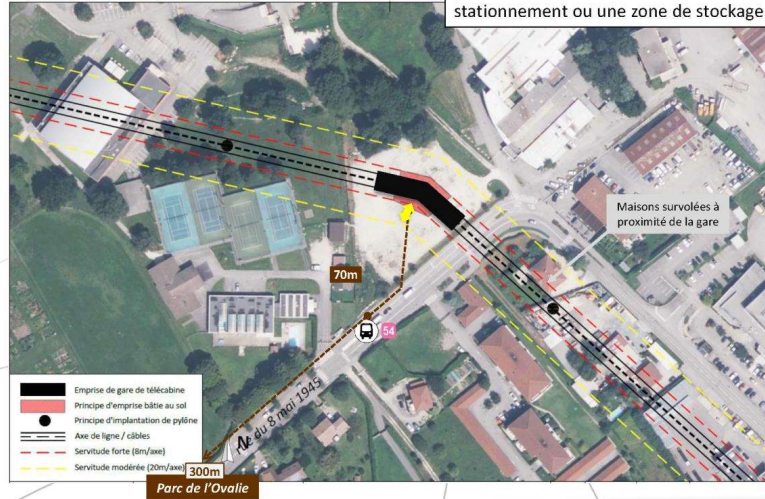 stationnement ou une zone de stockage
Maisons survolées à
proximité de la gare
70m
54
Emprise de gare de télécabine
Principe d'emprise bâtie au sol
Principe d'implantation de pylône
Axe de ligne / câbles
Servitude forte (8m/axe)
Servitude modérée (20m/axe)
du 8 mai 1945
300m
Parc de l'Ovalie